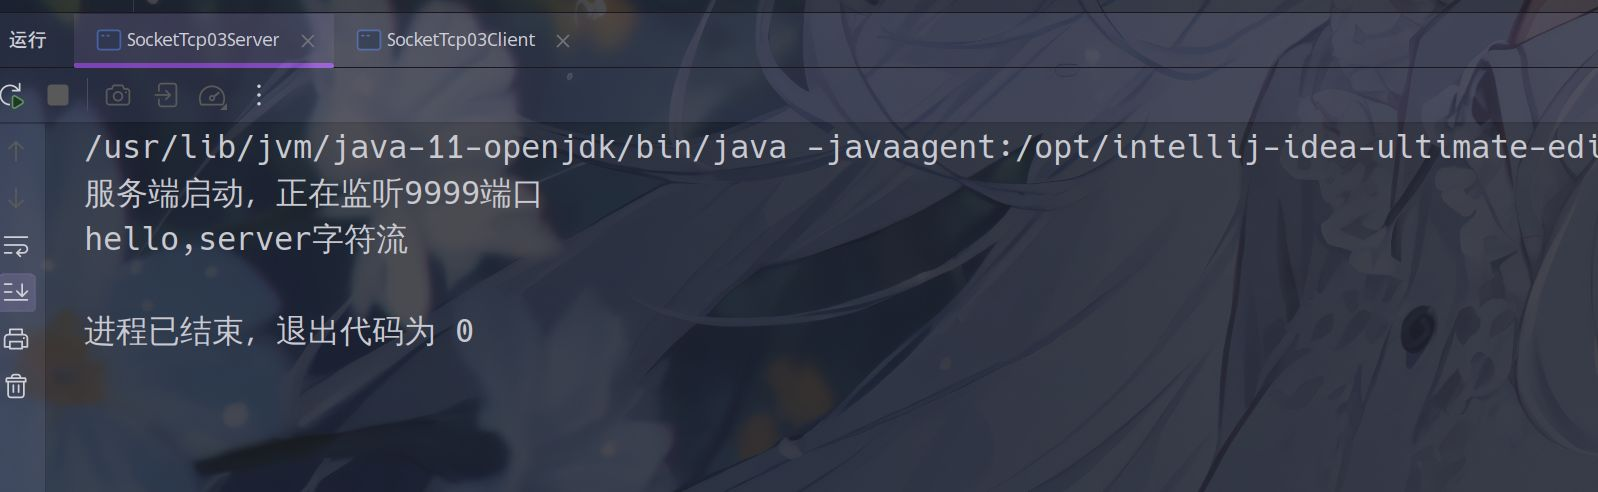 运行 SocketTcp03Server SocketTcp03Client
/usr/lib/jvm/java-11-openjdk/bin/java -javaagent:/opt/intellij-idea-ultimate-edi
服务端启动，正在监听9999端口
hello,server字符流
进程已结束，退出代码为 0